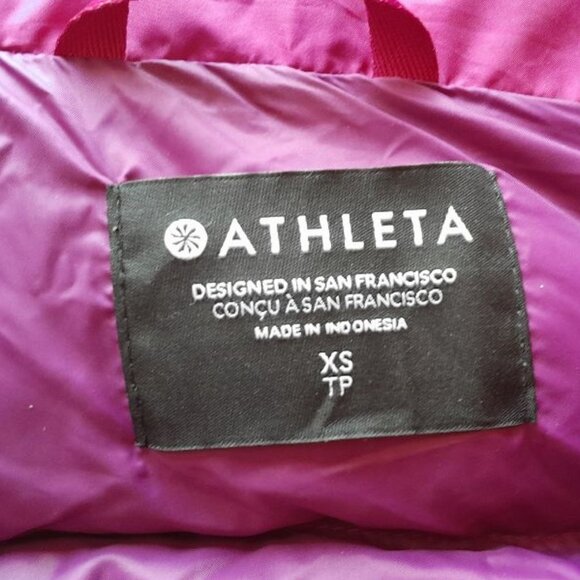 ATHLETA
DESIGNED IN SAN FRANCISCO
CONÇU À SAN FRANCISCO
MADE IN INDONESIA
XS
TP